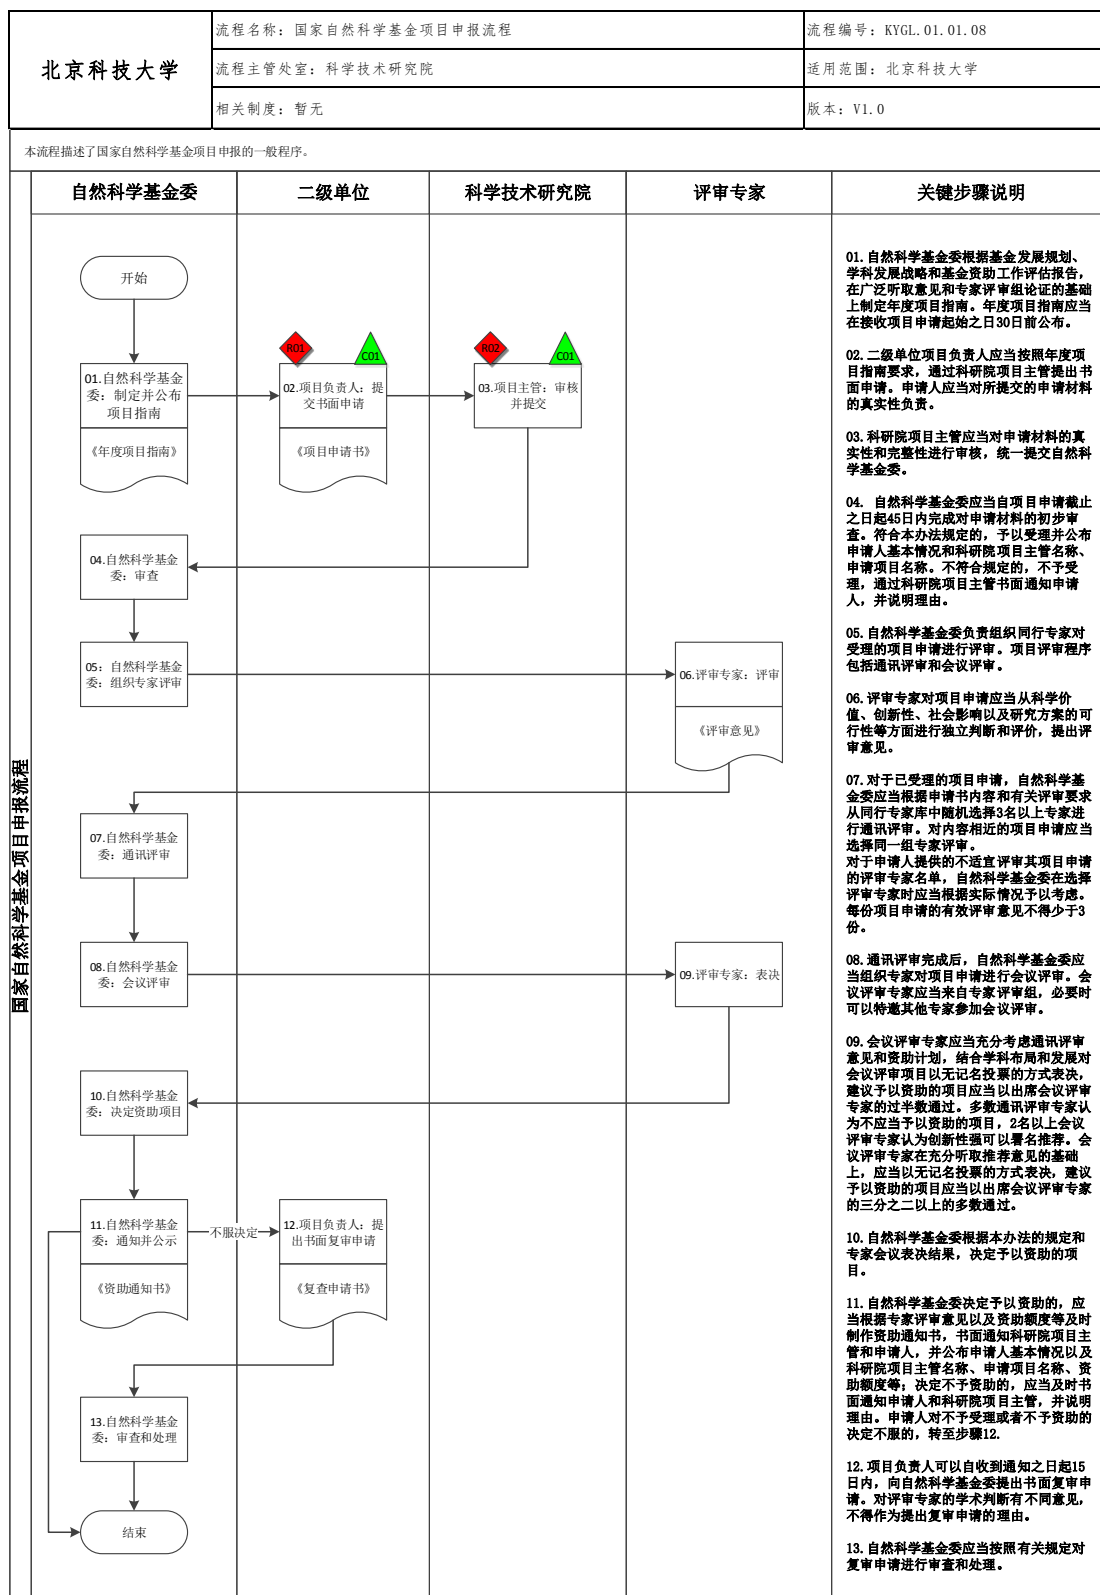 北京科技大学
流程名称：国家自然科学基金项目申报流程
流程编号：KYGL.01.01.08
流程主管处室：科学技术研究院
适用范围：北京科技大学
相关制度：暂无
版本：V1.0
本流程描述了国家自然科学基金项目申报的一般程序。
国家自然科学基金项目申报流程
自然科学基金委
二级单位
科学技术研究院
评审专家
关键步骤说明
开始
R01
C01
R02
C01
01.自然科学基金
委：制定并公布
项目指南
《年度项目指南》
02.项目负责人：提
交书面申请
《项目申请书》
03.项目主管：审核
并提交
04.自然科学基金
委：审查
05：自然科学基金
委：组织专家评审
06.评审专家：评审
《评审意见》
07.自然科学基金
委：通讯评审
08.自然科学基金
委：会议评审
09.评审专家：表决
10.自然科学基金
委：决定资助项目
11.自然科学基金
委：通知并公示
《资助通知书》
不服决定
12.项目负责人：提
出书面复审申请
《复查申请书》
13.自然科学基金
委：审查和处理
结束
01.自然科学基金委根据基金发展规划、
学科发展战略和基金资助工作评估报告，
在广泛听取意见和专家评审组论证的基础
上制定年度项目指南。年度项目指南应当
在接收项目申请起始之日30日前公布。
02.二级单位项目负责人应当按照年度项
目指南要求，通过科研院项目主管提出书
面申请。申请人应当对所提交的申请材料
的真实性负责。
03.科研院项目主管应当对申请材料的真
实性和完整性进行审核，统一提交自然科
学基金委。
04. 自然科学基金委应当自项目申请截止
之日起45日内完成对申请材料的初步审
查。符合本办法规定的，予以受理并公布
申请人基本情况和科研院项目主管名称、
申请项目名称。不符合规定的，不予受
理，通过科研院项目主管书面通知申请
人，并说明理由。
05.自然科学基金委负责组织同行专家对
受理的项目申请进行评审。项目评审程序
包括通讯评审和会议评审。
06.评审专家对项目申请应当从科学价
值、创新性、社会影响以及研究方案的可
行性等方面进行独立判断和评价，提出评
审意见。
07.对于已受理的项目申请，自然科学基
金委应当根据申请书内容和有关评审要求
从同行专家库中随机选择3名以上专家进
行通讯评审。对内容相近的项目申请应当
选择同一组专家评审。
对于申请人提供的不适宜评审其项目申请
的评审专家名单，自然科学基金委在选择
评审专家时应当根据实际情况予以考虑。
每份项目申请的有效评审意见不得少于3
份。
08.通讯评审完成后，自然科学基金委应
当组织专家对项目申请进行会议评审。会
议评审专家应当来自专家评审组，必要时
可以特邀其他专家参加会议评审。
09.会议评审专家应当充分考虑通讯评审
意见和资助计划，结合学科布局和发展对
会议评审项目以无记名投票的方式表决，
建议予以资助的项目应当以出席会议评审
专家的过半数通过。多数通讯评审专家认
为不应当予以资助的项目，2名以上会议
评审专家认为创新性强可以署名推荐。会
议评审专家在充分听取推荐意见的基础
上，应当以无记名投票的方式表决，建议
予以资助的项目应当以出席会议评审专家
的三分之二以上的多数通过。
10.自然科学基金委根据本办法的规定和
专家会议表决结果，决定予以资助的项
目。
11.自然科学基金委决定予以资助的，应
当根据专家评审意见以及资助额度等及时
制作资助通知书，书面通知科研院项目主
管和申请人，并公布申请人基本情况以及
科研院项目主管名称、申请项目名称、资
助额度等；决定不予资助的，应当及时书
面通知申请人和科研院项目主管，并说明
理由。申请人对不予受理或者不予资助的
决定不服的，转至步骤12.
12.项目负责人可以自收到通知之日起15
日内，向自然科学基金委提出书面复审申
请。对评审专家的学术判断有不同意见，
不得作为提出复审申请的理由。
13.自然科学基金委应当按照有关规定对
复审申请进行审查和处理。